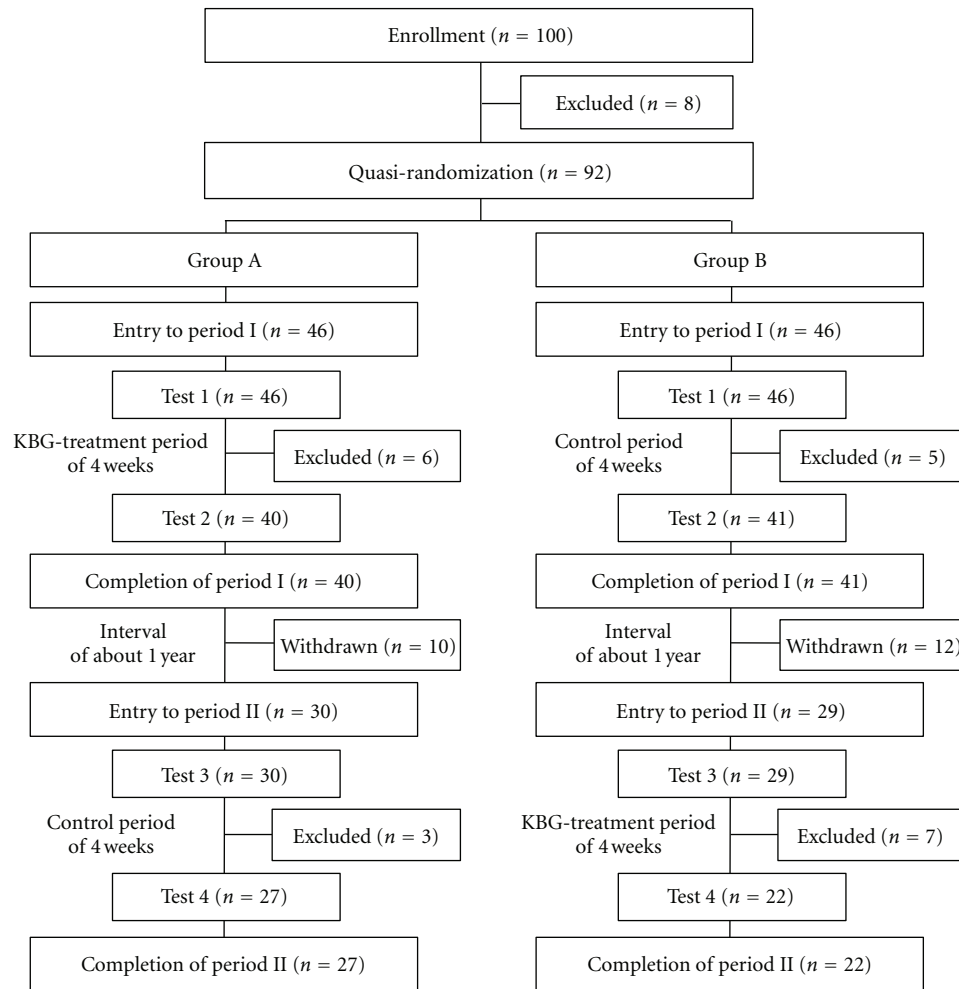 Enrollment (n = 100)
Excluded (n = 8)
Quasi-randomization (n = 92)
Group A
Entry to period I (n = 46)
Test 1 (n = 46)
KBG-treatment period
of 4 weeks
Excluded (n = 6)
Test 2 (n = 40)
Completion of period I (n = 40)
Interval
of about 1 year
Withdrawn (n = 10)
Entry to period II (n = 30)
Test 3 (n = 30)
Control period
of 4 weeks
Excluded (n = 3)
Test 4 (n = 27)
Completion of period II (n = 27)
Group B
Entry to period I (n = 46)
Test 1 (n = 46)
Control period
of 4 weeks
Excluded (n = 5)
Test 2 (n = 41)
Completion of period I (n = 41)
Interval
of about 1 year
Withdrawn (n = 12)
Entry to period II (n = 29)
Test 3 (n = 29)
KBG-treatment period
of 4 weeks
Excluded (n = 7)
Test 4 (n = 22)
Completion of period II (n = 22)